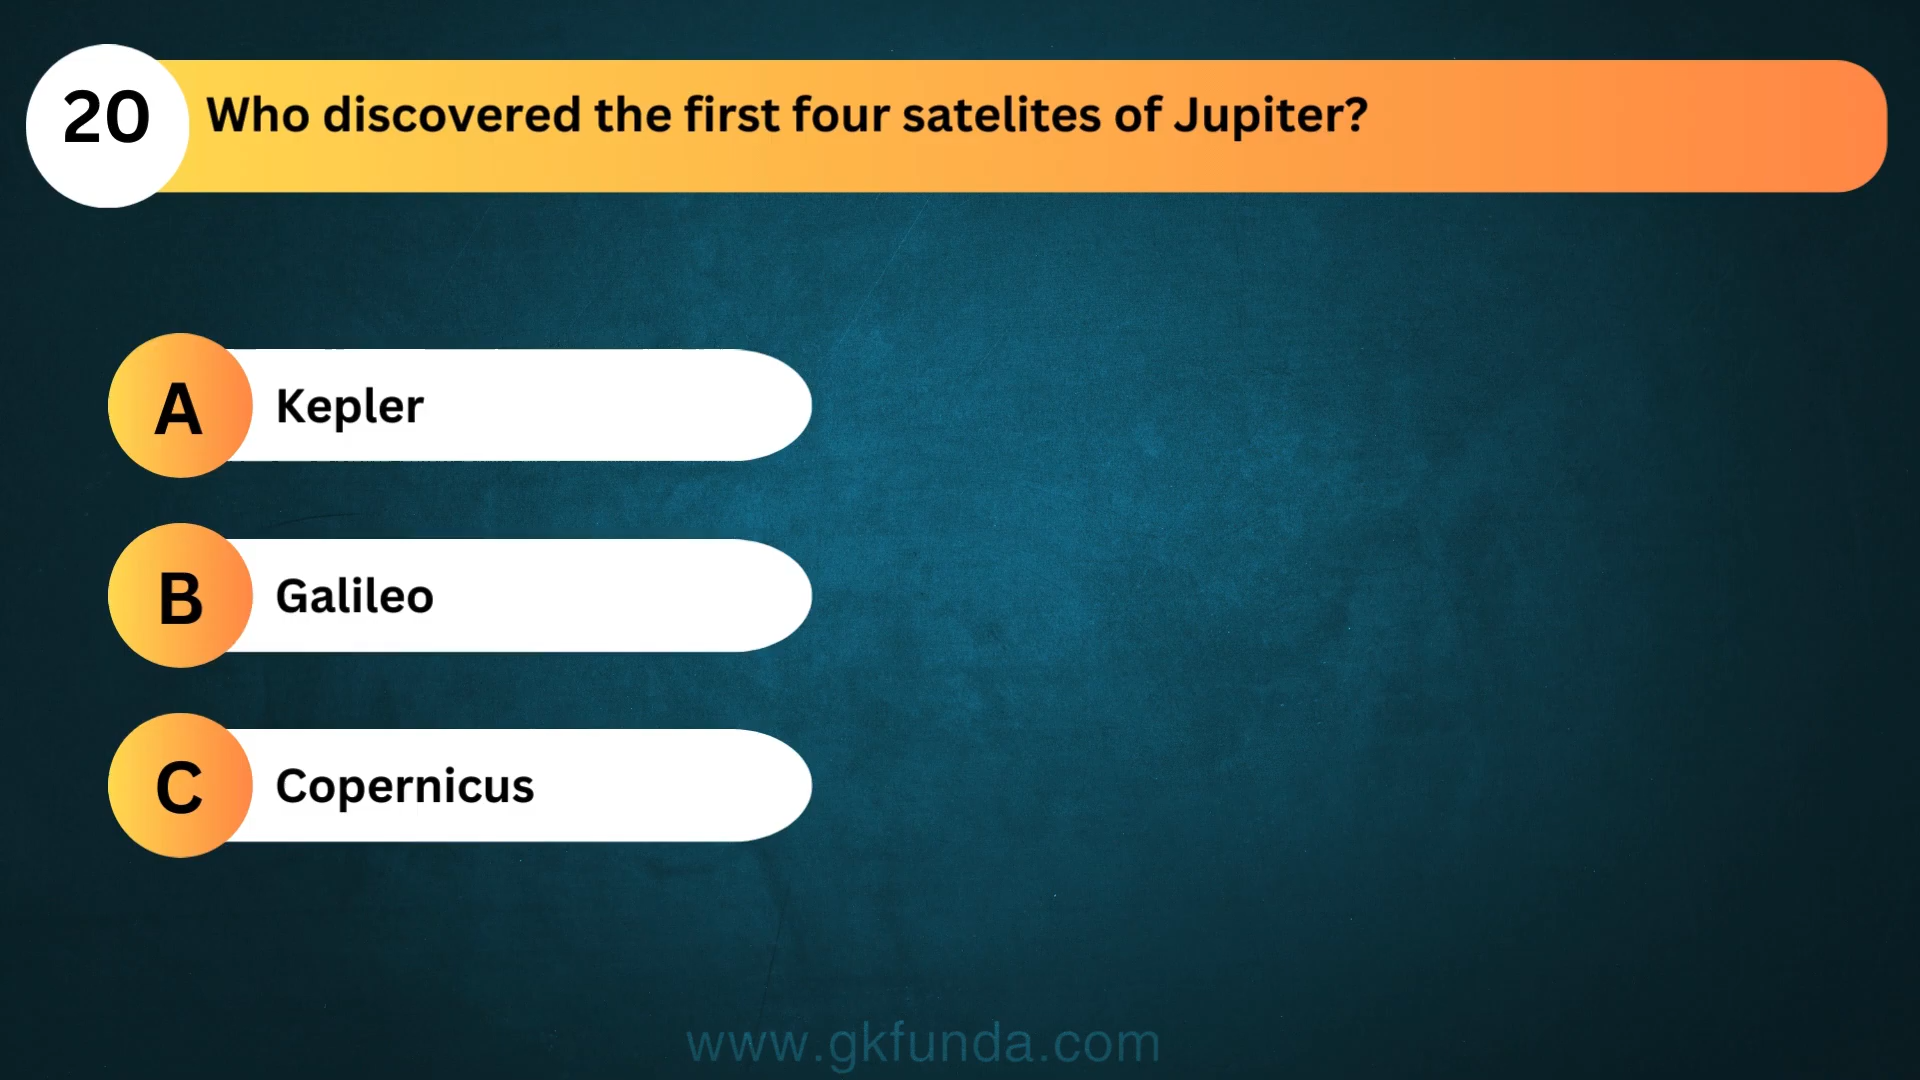 20
Who discovered the first four satelites of Jupiter?
A
Kepler
B
Galileo
C
Copernicus
www.gkfunda.com